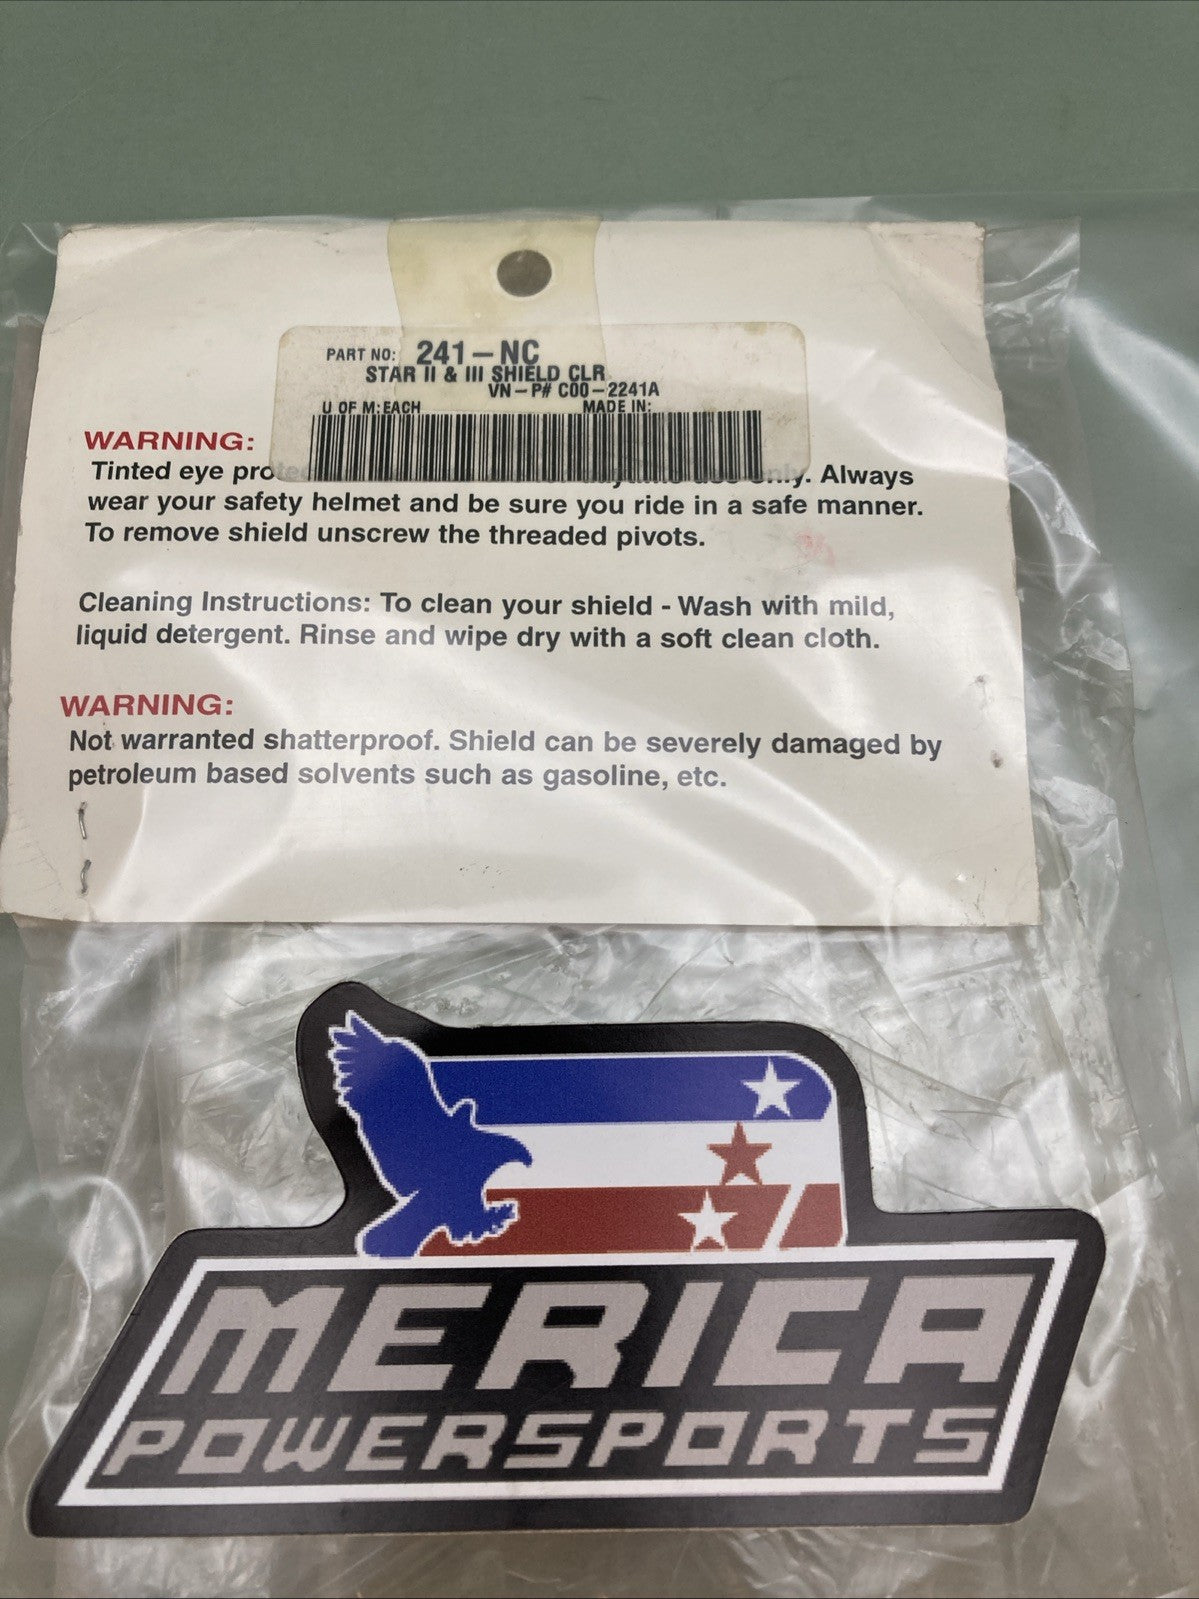 PART NO: 241-NC
STAR II & III SHIELD CLR
VN-P# C00-2241A
U OF M: EACH MADE IN:
WARNING:
Tinted eye only. Always
wear your safety helmet and be sure you ride in a safe manner.
To remove shield unscrew the threaded pivots.
Cleaning Instructions: To clean your shield - Wash with mild,
liquid detergent. Rinse and wipe dry with a soft clean cloth.
WARNING:
Not warranted shatterproof. Shield can be severely damaged by
petroleum based solvents such as gasoline, etc.
MERICA
POWERSPORTS